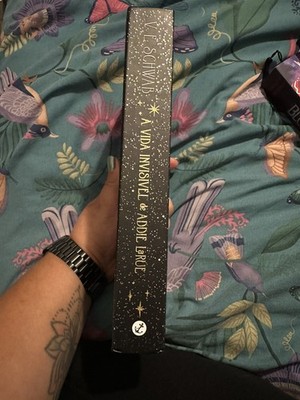 V.E. SCHWAB
A VIDA INVISÍVEL de ADDIE LARUE